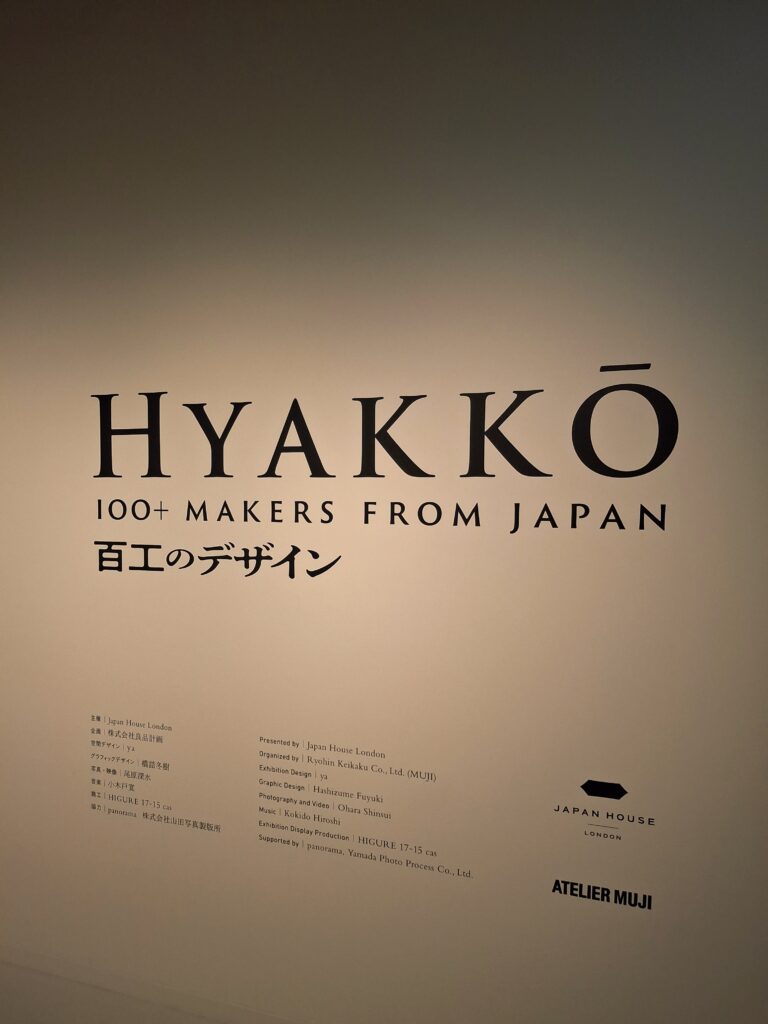 HYAKKŌ
100+ MAKERS FROM JAPAN
百工のデザイン
主催 | Japan House London
企画 | 株式会社良品計画
空間デザイン | ya
グラフィックデザイン | 橋詰冬樹
写真・映像 | 尾原深水
音楽 | 小木戸寛
施工 | HIGURE 17-15 cas
協力 | panorama 株式会社山田写真製版所
Presented by | Japan House London
Organized by | Ryohin Keikaku Co., Ltd. (MUJI)
Exhibition Design | ya
Graphic Design | Hashizume Fuyuki
Photography and Video | Ohara Shinsui
Music | Kokido Hiroshi
Exhibition Display Production | HIGURE 17-15 cas
Supported by | panorama, Yamada Photo Process Co., Ltd.
JAPAN HOUSE
LONDON
ATELIER MUJI